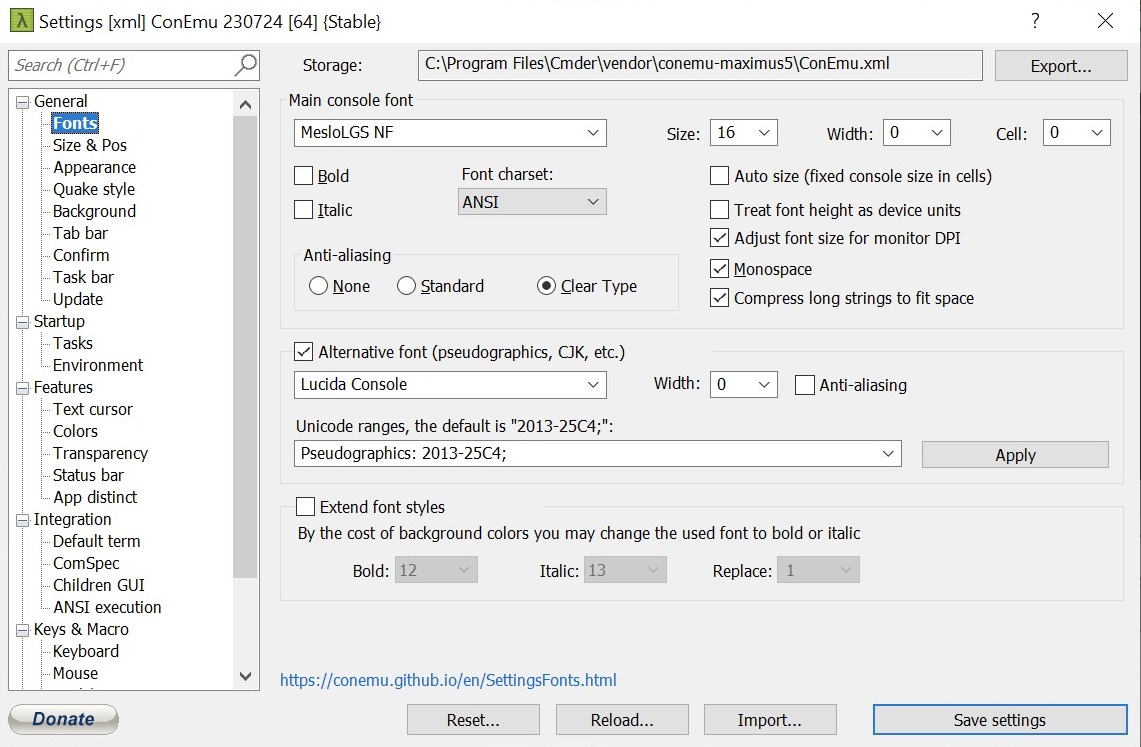 Settings [xml] ConEmu 230724 [64] {Stable}
?
Search (Ctrl+F)
Storage:
C:\Program Files\Cmder\vendor\conemu-maximus5\ConEmu.xml
Export...
General
Fonts
Size & Pos
Appearance
Quake style
Background
Tab bar
Confirm
Task bar
Update
Startup
Tasks
Environment
Features
Text cursor
Colors
Transparency
Status bar
App distinct
Integration
Default term
ComSpec
Children GUI
ANSI execution
Keys & Macro
Keyboard
Mouse
Main console font
MesloLGS NF
Size: 16
Width: 0
Cell: 0
Bold
Font charset:
Auto size (fixed console size in cells)
ANSI
Italic
Treat font height as device units
Adjust font size for monitor DPI
Anti-aliasing
Monospace
None
Standard
Clear Type
Compress long strings to fit space
Alternative font (pseudographics, CJK, etc.)
Lucida Console
Width: 0
Anti-aliasing
Unicode ranges, the default is "2013-25C4;":
Pseudographics: 2013-25C4;
Apply
Extend font styles
By the cost of background colors you may change the used font to bold or italic
Bold: 12
Italic: 13
Replace: 1
https://conemu.github.io/en/SettingsFonts.html
Donate
Reset...
Reload...
Import...
Save settings